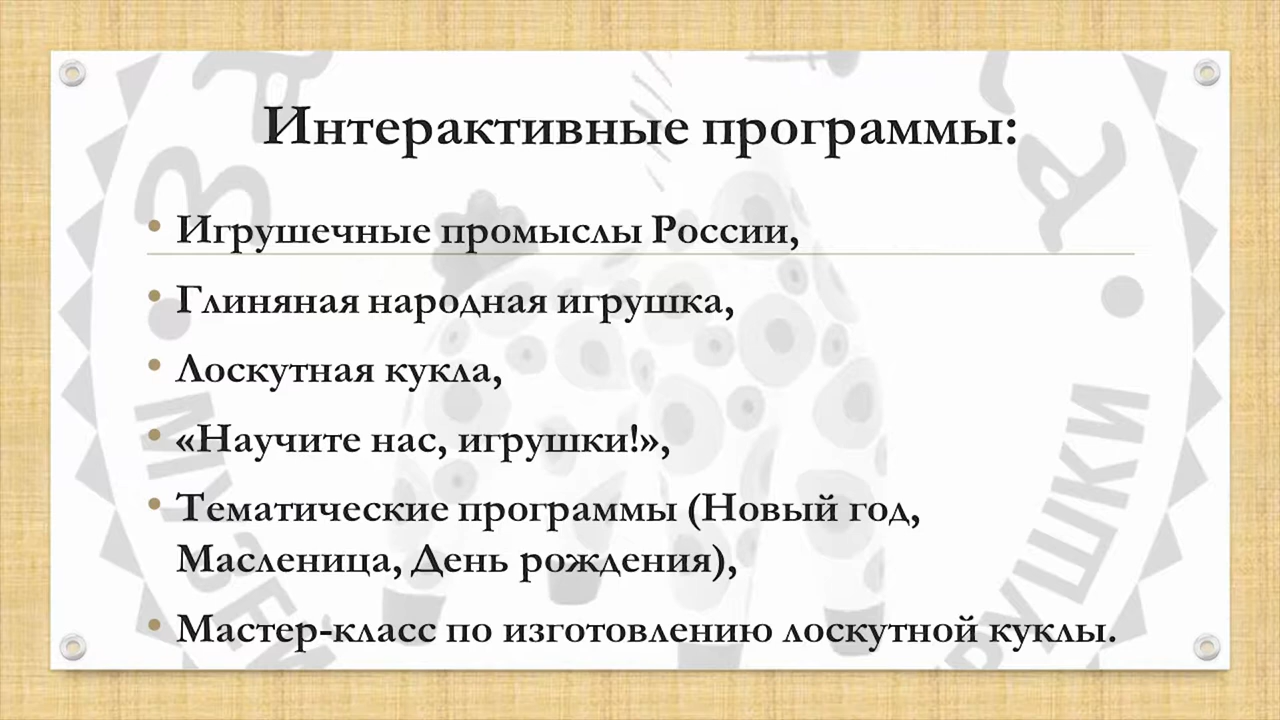 Интерактивные программы:
• Игрушечные промыслы России,
• Глиняная народная игрушка,
• Лоскутная кукла,
• «Научите нас, игрушки!»,
• Тематические программы (Новый год,
Масленица, День рождения),
• Мастер-класс по изготовлению лоскутной куклы.
МУЗЕЙ